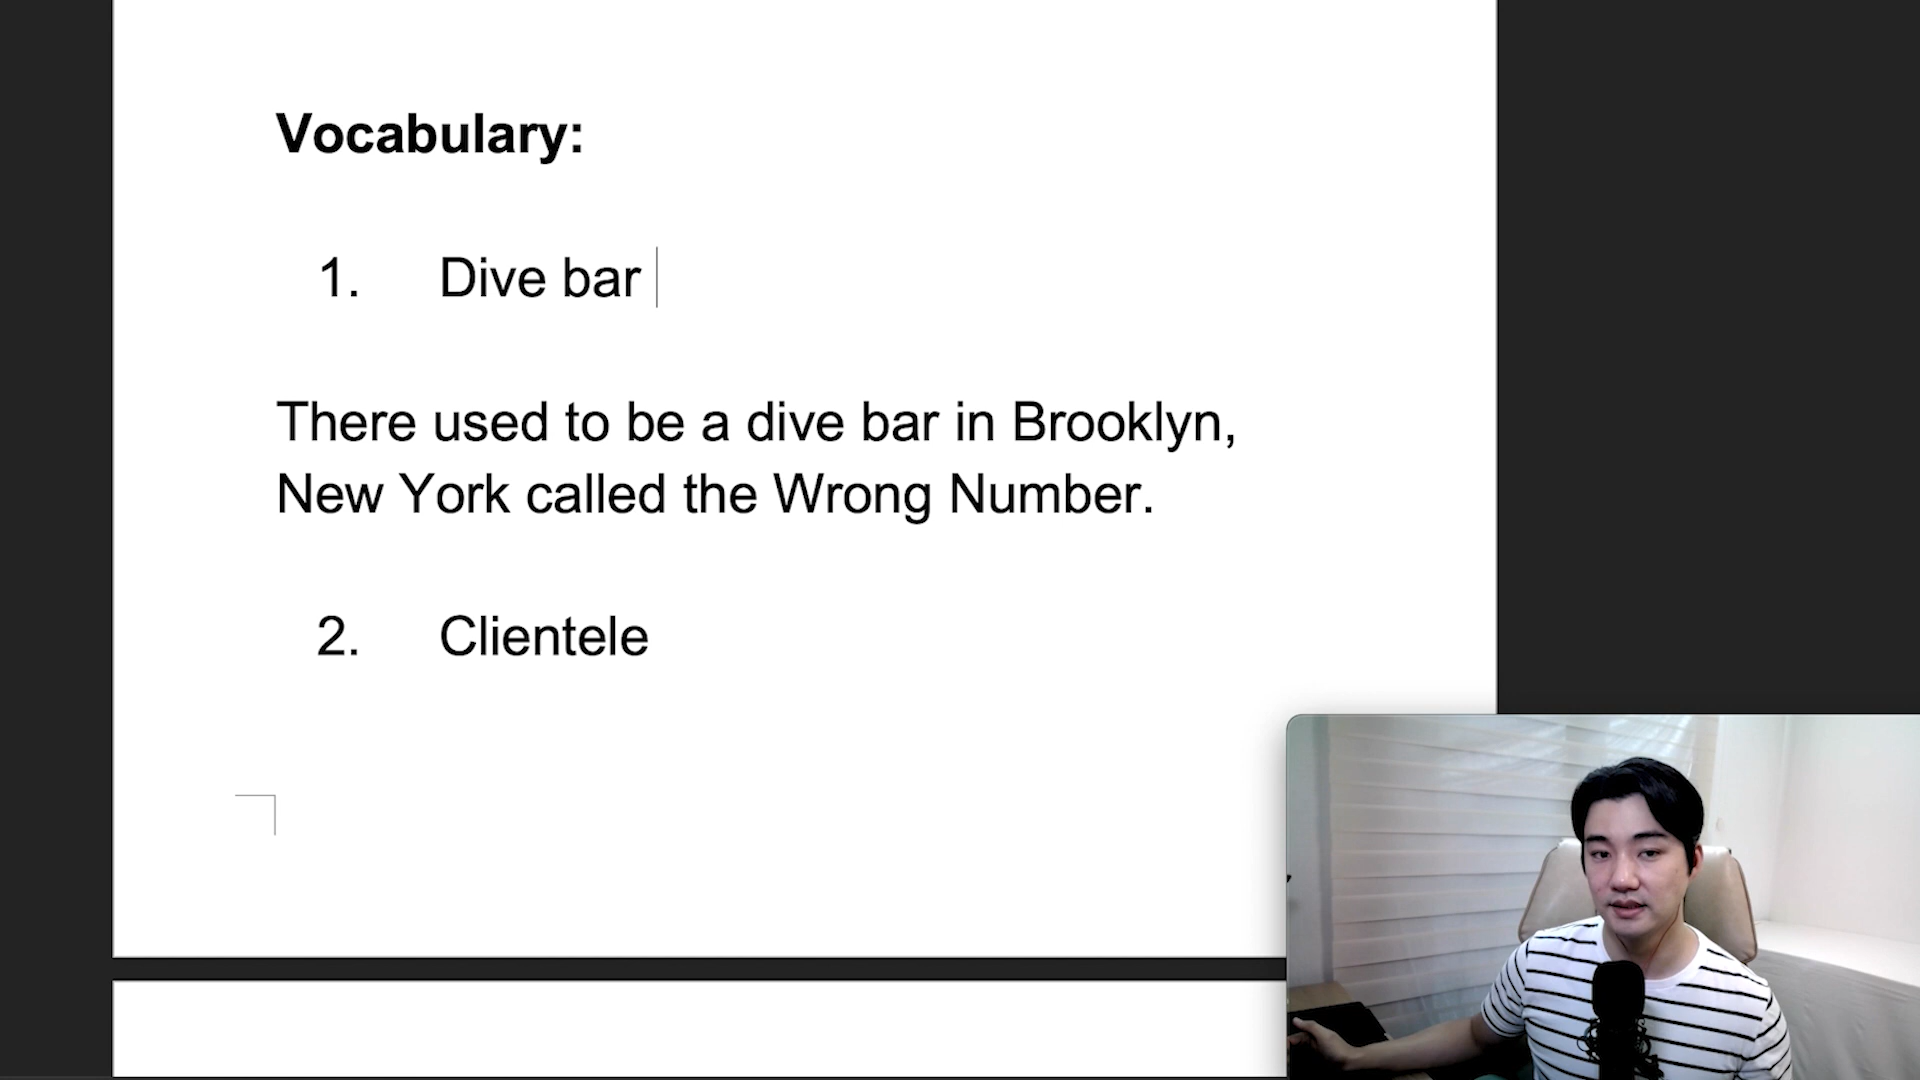 Vocabulary:
1. Dive bar
There used to be a dive bar in Brooklyn,
New York called the Wrong Number.
2. Clientele